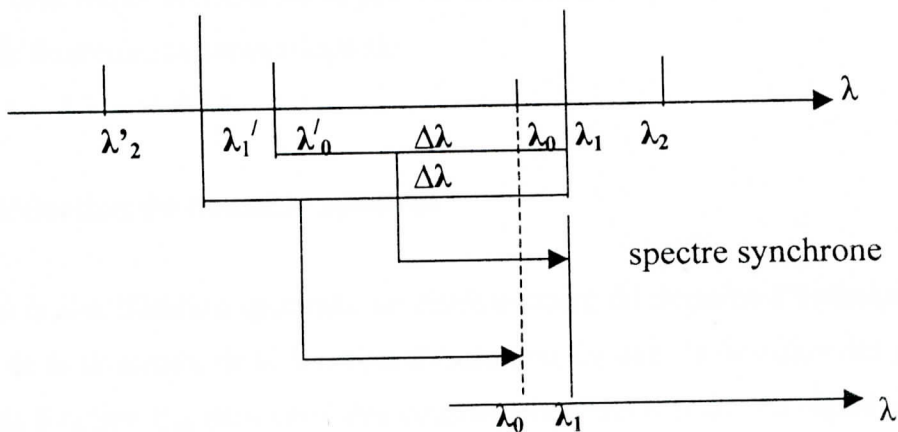 λ
λ’₂ λ₁′ λ′₀ Δλ λ₀ λ₁ λ₂
Δλ
spectre synchrone
λ₀ λ₁ λ